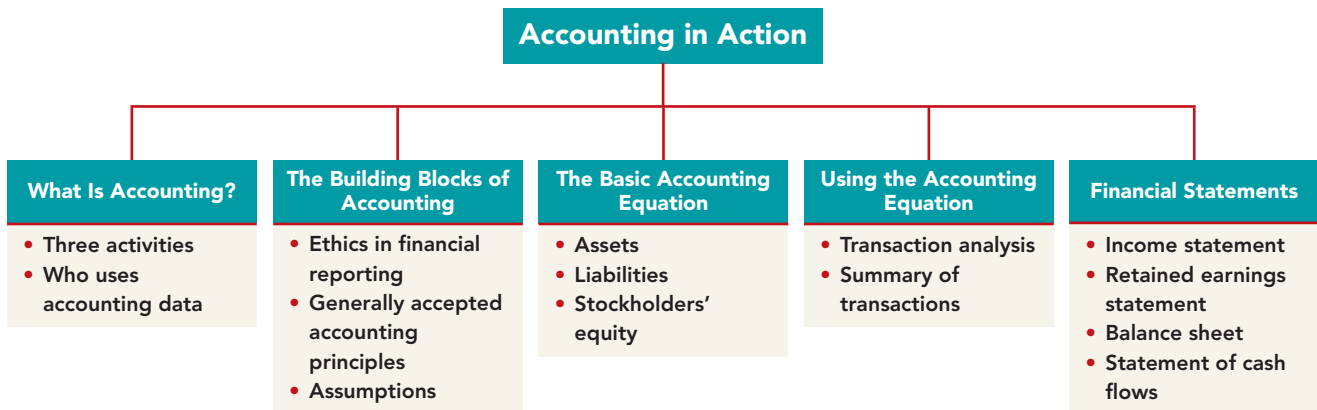 Accounting in Action
What Is Accounting?
• Three activities
• Who uses
accounting data
The Building Blocks of
Accounting
• Ethics in financial
reporting
• Generally accepted
accounting
principles
• Assumptions
The Basic Accounting
Equation
• Assets
• Liabilities
• Stockholders’
equity
Using the Accounting
Equation
• Transaction analysis
• Summary of
transactions
Financial Statements
• Income statement
• Retained earnings
statement
• Balance sheet
• Statement of cash
flows